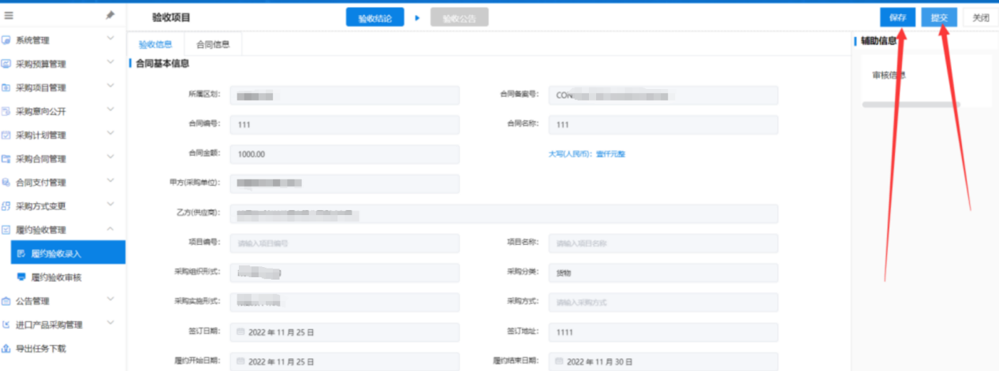 验收项目
验收结论
验收公告
保存
提交
关闭
系统管理
采购预算管理
采购项目管理
采购意向公开
采购计划管理
采购合同管理
合同支付管理
采购方式变更
履约验收管理
履约验收录入
履约验收审核
公告管理
进口产品采购管理
导出任务下载
验收信息
合同信息
合同基本信息
所属区划:
合同备案号: CON
合同编号: 111
合同名称: 111
合同金额: 1000.00
大写(人民币): 壹仟元整
甲方(采购单位):
乙方(供应商):
项目编号: 请输入项目编号
项目名称: 请输入项目名称
采购组织形式:
采购分类: 货物
采购实施形式:
采购方式: 请输入采购方式
签订日期: 2022 年 11 月 25 日
签订地址: 1111
履约开始日期: 2022 年 11 月 25 日
履约结束日期: 2022 年 11 月 30 日
辅助信息
审核信息